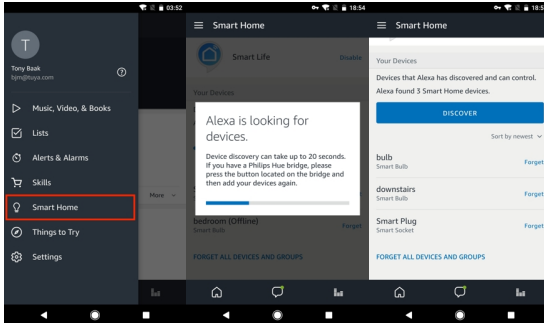 03:52
T
Tony Baak
bjm@tuya.com
Music, Video, & Books
Lists
Alerts & Alarms
Skills
Smart Home
Things to Try
Settings
More
18:54
Smart Home
Smart Life
Disable
Your Devices
Alexa is looking for
devices.
Device discovery can take up to 20 seconds.
If you have a Philips Hue bridge, please
press the button located on the bridge and
then add your devices again.
bedroom (Offline)
Smart Bulb
Forget
FORGET ALL DEVICES AND GROUPS
18:5
Smart Home
Your Devices
Devices that Alexa has discovered and can control.
Alexa found 3 Smart Home devices.
DISCOVER
Sort by newest
bulb
Smart Bulb
Forget
downstairs
Smart Bulb
Forget
Smart Plug
Smart Socket
Forget
FORGET ALL DEVICES AND GROUPS